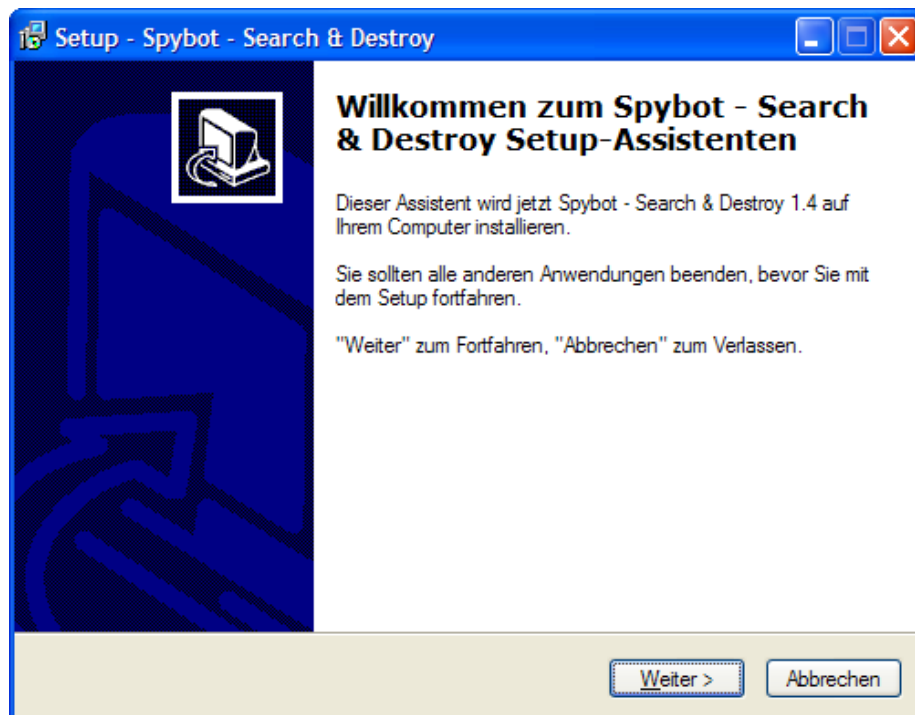 Setup - Spybot - Search & Destroy
Willkommen zum Spybot - Search
& Destroy Setup-Assistenten
Dieser Assistent wird jetzt Spybot - Search & Destroy 1.4 auf
Ihrem Computer installieren.
Sie sollten alle anderen Anwendungen beenden, bevor Sie mit
dem Setup fortfahren.
"Weiter" zum Fortfahren, "Abbrechen" zum Verlassen.
Weiter > Abbrechen